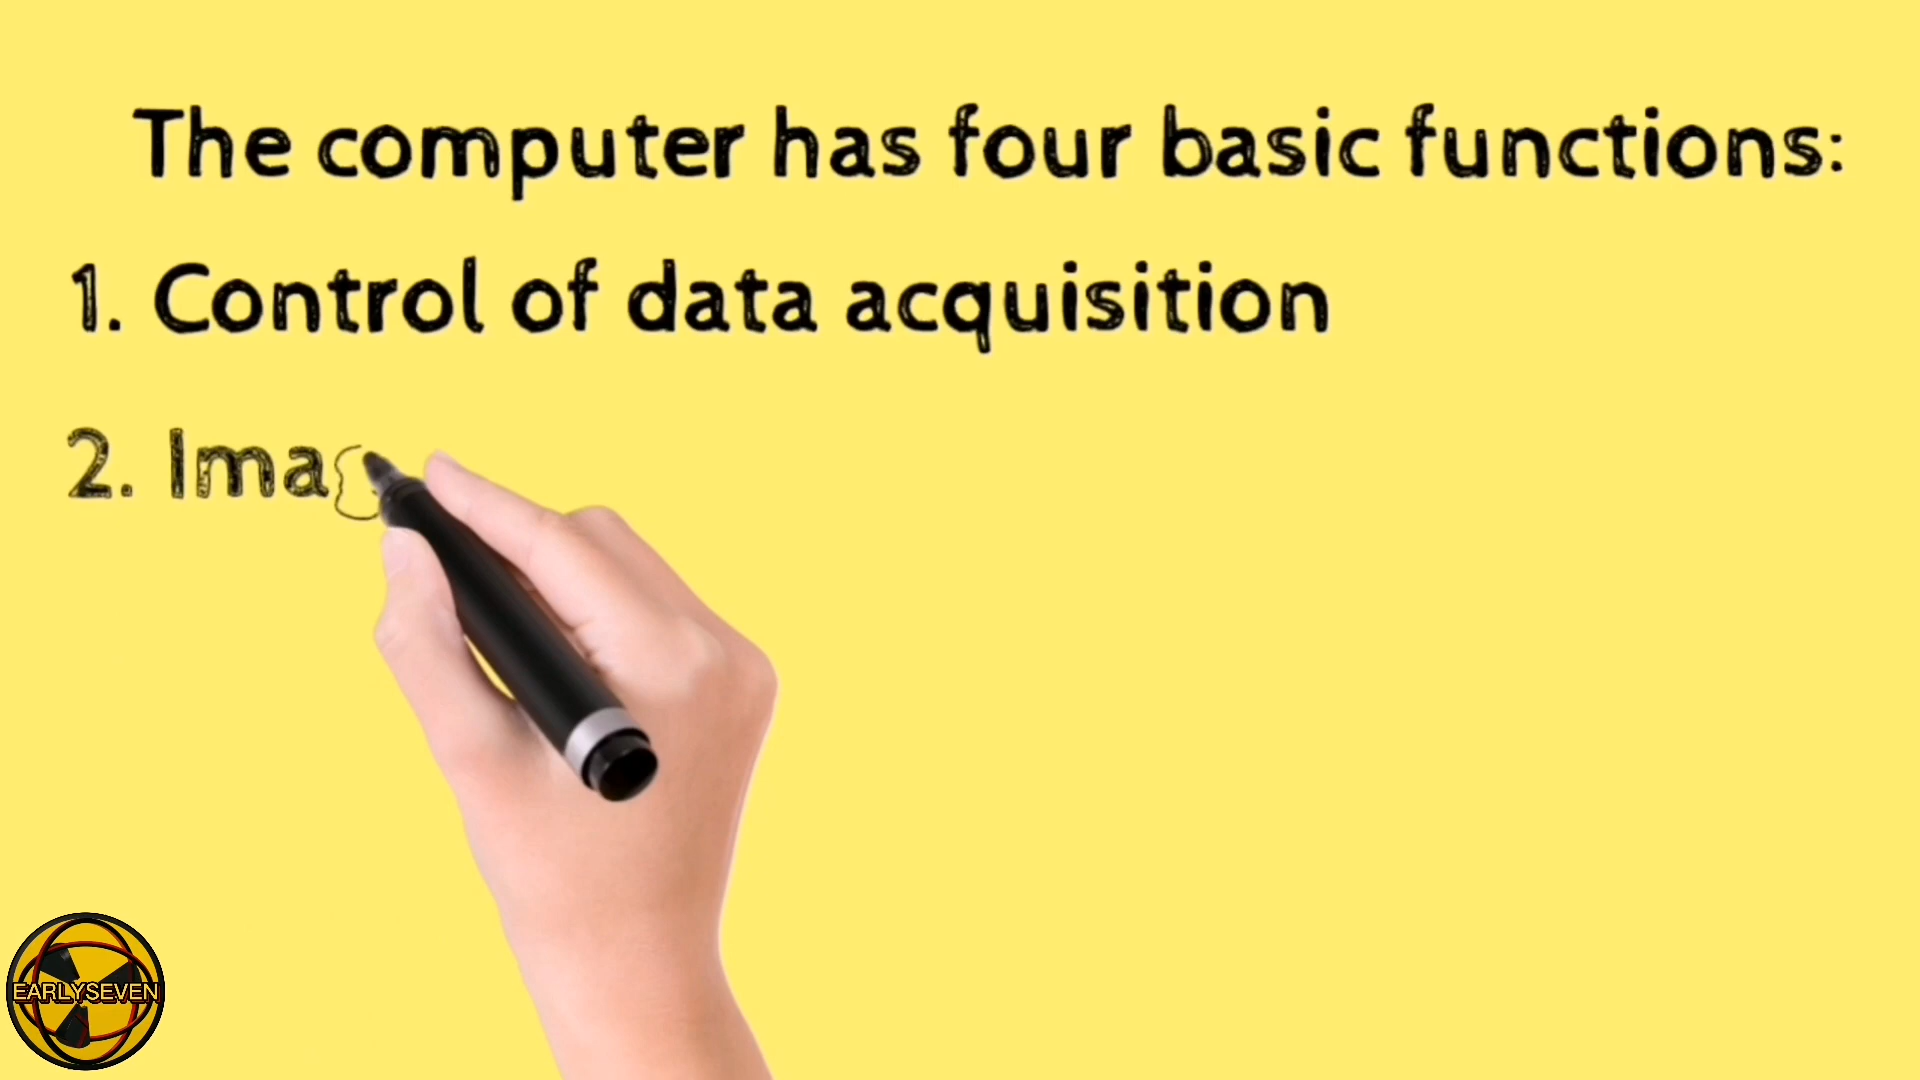 The computer has four basic functions:
1. Control of data acquisition
2. Ima
EARLYSEVEN